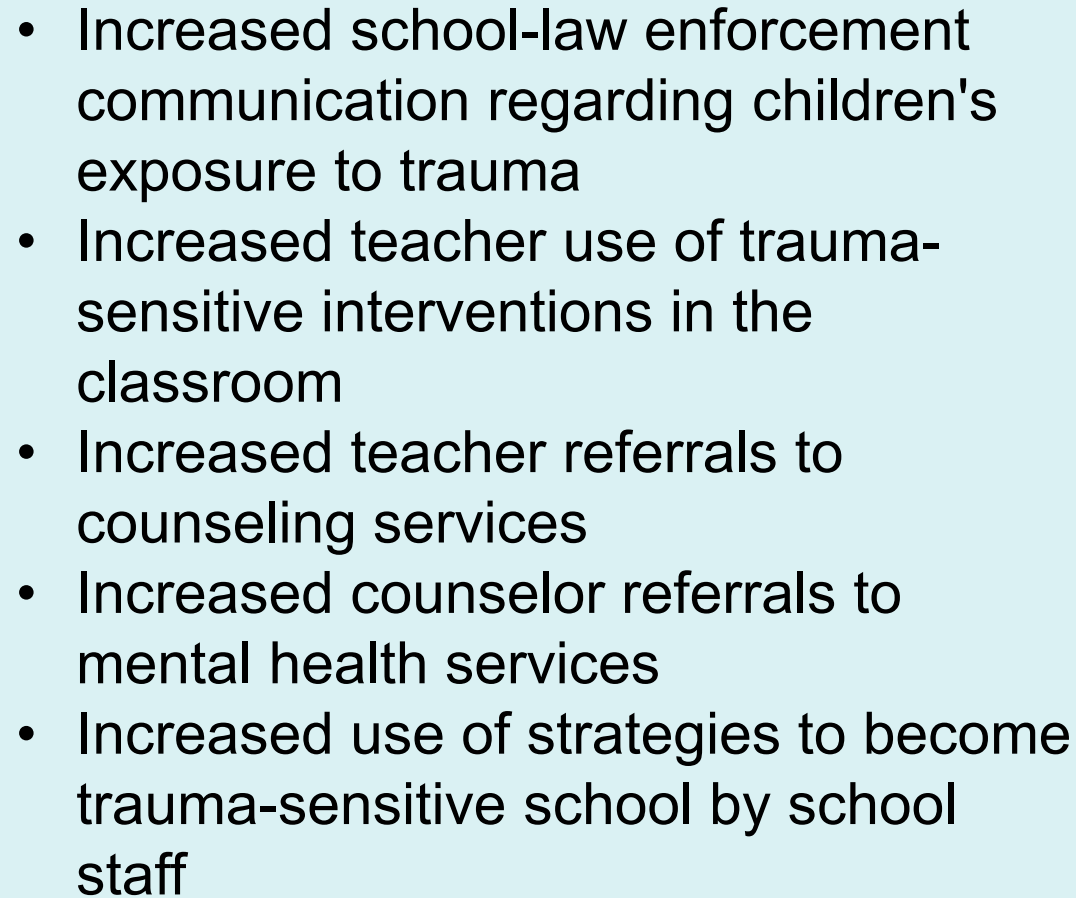 • Increased school-law enforcement
communication regarding children's
exposure to trauma
• Increased teacher use of trauma-
sensitive interventions in the
classroom
• Increased teacher referrals to
counseling services
• Increased counselor referrals to
mental health services
• Increased use of strategies to become
trauma-sensitive school by school
staff